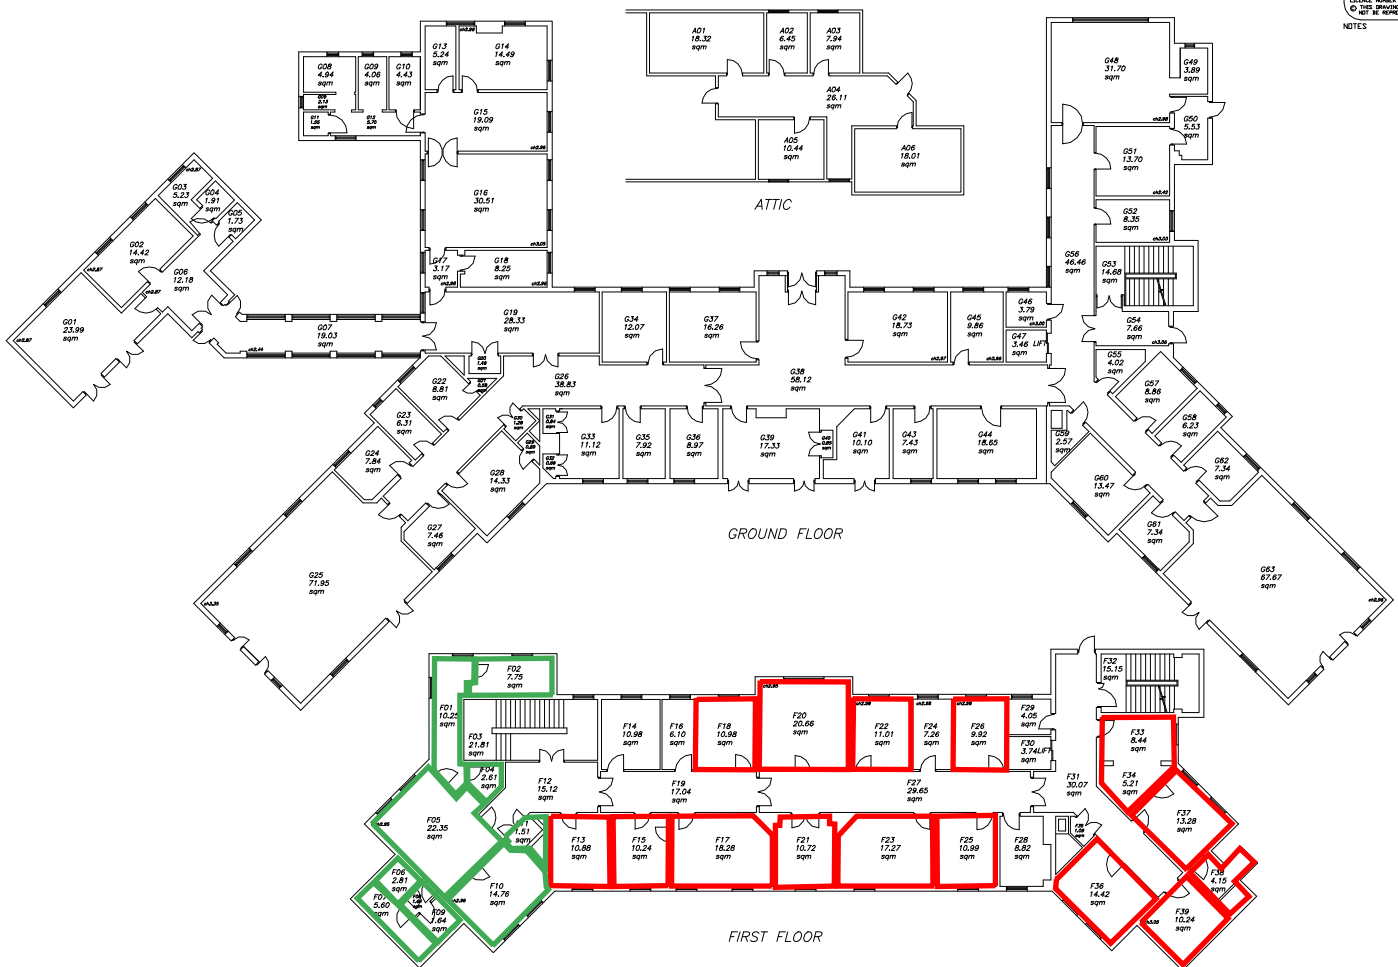 © THIS DRAWING
NOT BE REPRO
NOTES
A01
18.32
sqm
A02
6.45
sqm
A03
7.94
sqm
A04
26.11
sqm
A05
10.44
sqm
A06
18.01
sqm
ATTIC
G01
23.99
sqm
G02
14.42
sqm
G03
5.23
sqm
G04
1.91
sqm
G05
1.73
sqm
G06
12.18
sqm
G07
19.03
sqm
G08
4.94
sqm
G09
4.06
sqm
G10
4.43
sqm
G13
5.24
sqm
G14
14.49
sqm
G15
19.09
sqm
G16
30.51
sqm
G17
3.17
sqm
G18
8.25
sqm
G19
28.33
sqm
G22
8.81
sqm
G23
6.31
sqm
G24
7.84
sqm
G25
71.95
sqm
G26
38.83
sqm
G27
7.46
sqm
G28
14.33
sqm
G33
11.12
sqm
G34
12.07
sqm
G35
7.92
sqm
G36
8.97
sqm
G37
16.26
sqm
G38
58.12
sqm
G39
17.33
sqm
G41
10.10
sqm
G42
18.73
sqm
G43
7.43
sqm
G44
18.65
sqm
G45
9.86
sqm
G46
3.79
sqm
G47
3.46 LIFT
sqm
G48
31.70
sqm
G49
3.89
sqm
G50
5.53
sqm
G51
13.70
sqm
G52
8.35
sqm
G53
14.68
sqm
G54
7.66
sqm
G55
4.02
sqm
G56
46.46
sqm
G57
8.86
sqm
G58
6.23
sqm
G59
2.57
sqm
G60
13.47
sqm
G61
7.34
sqm
G62
7.34
sqm
G63
67.67
sqm
GROUND FLOOR
F01
10.25
sqm
F02
7.75
sqm
F03
21.81
sqm
F04
2.61
sqm
F05
22.35
sqm
F06
2.81
sqm
F07
5.60
sqm
F09
1.64
sqm
F10
14.76
sqm
1.51
sqm
F12
15.12
sqm
F13
10.88
sqm
F14
10.98
sqm
F15
10.24
sqm
F16
6.10
sqm
F17
18.28
sqm
F18
10.98
sqm
F19
17.04
sqm
F20
20.66
sqm
F21
10.72
sqm
F22
11.01
sqm
F23
17.27
sqm
F24
7.26
sqm
F25
10.99
sqm
F26
9.92
sqm
F27
29.65
sqm
F28
8.82
sqm
F29
4.05
sqm
F30
3.74 LIFT
sqm
F31
30.07
sqm
F32
15.15
sqm
F33
8.44
sqm
F34
5.21
sqm
F36
14.42
sqm
F37
13.28
sqm
F38
4.15
sqm
F39
10.24
sqm
FIRST FLOOR